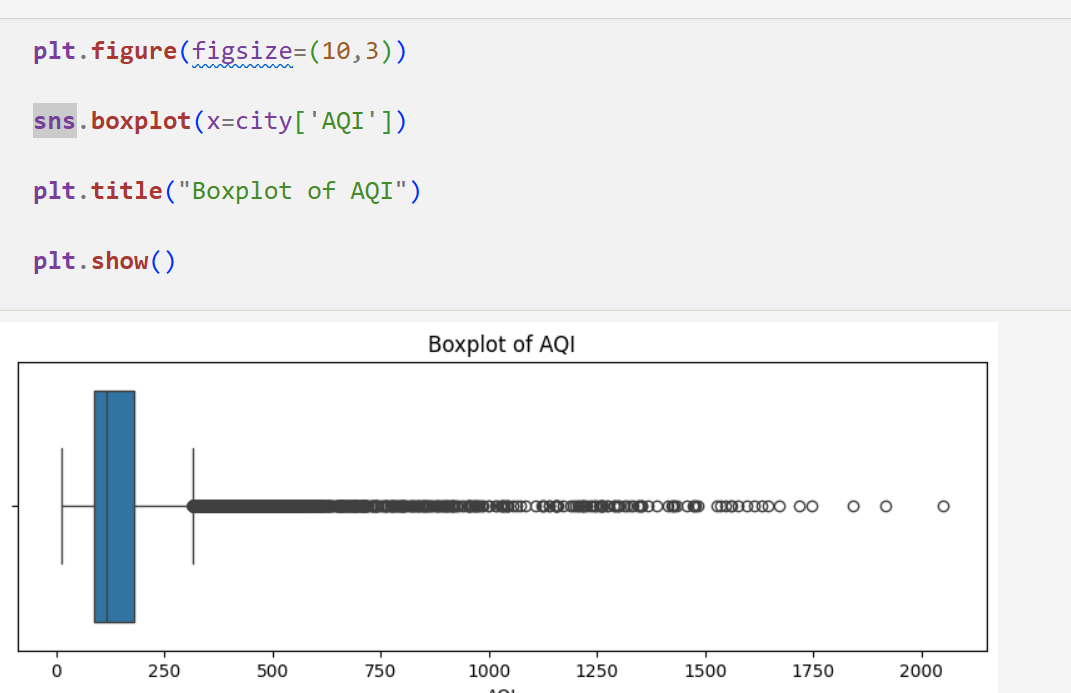 plt.figure(figsize=(10,3))
sns.boxplot(x=city['AQI'])
plt.title("Boxplot of AQI")
plt.show()
Boxplot of AQI
0 250 500 750 1000 1250 1500 1750 2000
AQI